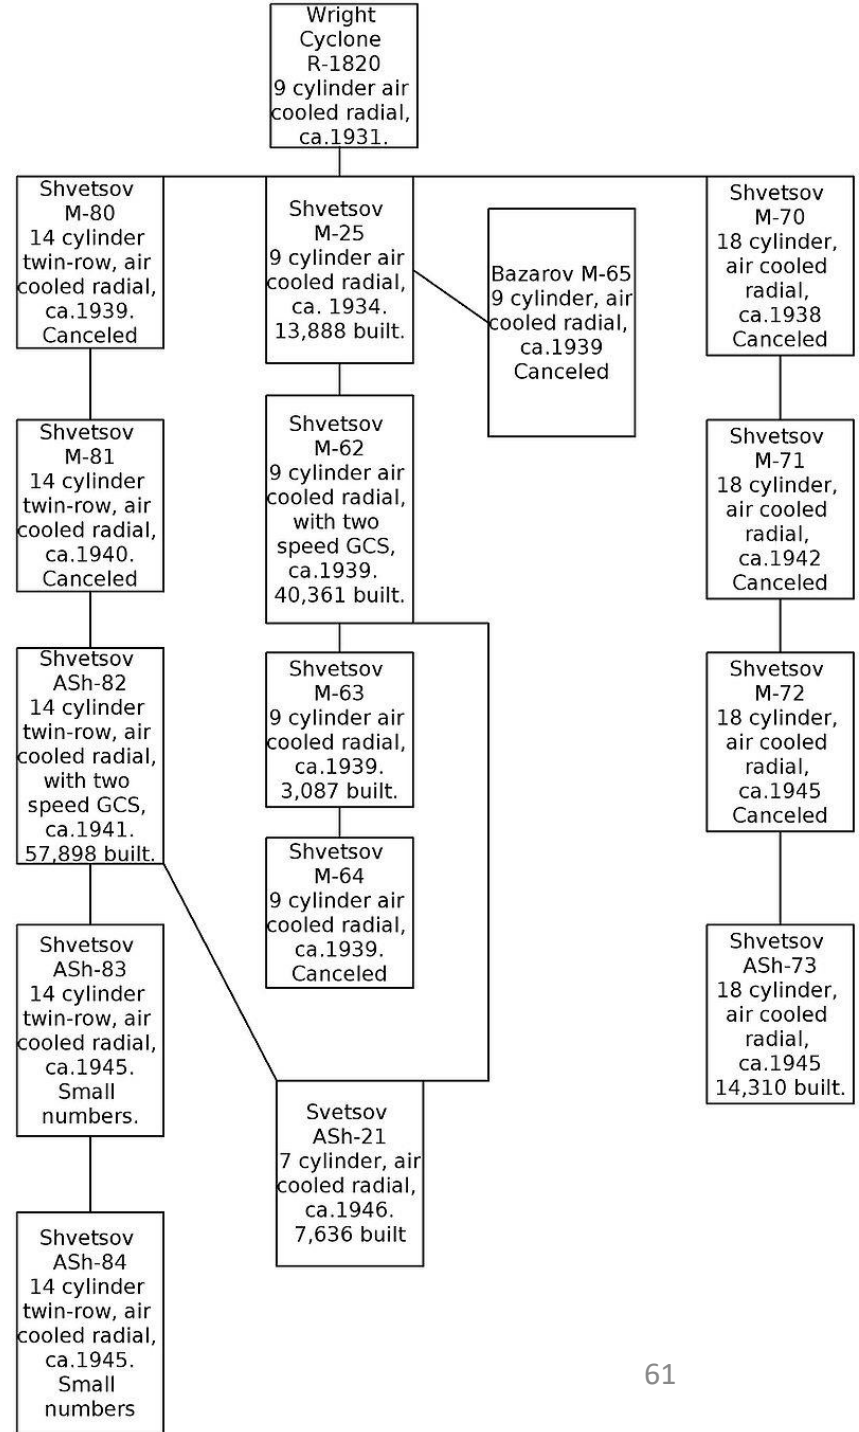 Wright
Cyclone
R-1820
9 cylinder air
cooled radial,
ca.1931.
Shvetsov
M-80
14 cylinder
twin-row, air
cooled radial,
ca.1939.
Canceled
Shvetsov
M-25
9 cylinder air
cooled radial,
ca. 1934.
13,888 built.
Bazarov M-65
9 cylinder, air
cooled radial,
ca.1939
Canceled
Shvetsov
M-70
18 cylinder,
air cooled
radial,
ca.1938
Canceled
Shvetsov
M-81
14 cylinder
twin-row, air
cooled radial,
ca.1940.
Canceled
Shvetsov
M-62
9 cylinder air
cooled radial,
with two
speed GCS,
ca.1939.
40,361 built.
Shvetsov
M-71
18 cylinder,
air cooled
radial,
ca.1942
Canceled
Shvetsov
ASh-82
14 cylinder
twin-row, air
cooled radial,
with two
speed GCS,
ca.1941.
57,898 built.
Shvetsov
M-63
9 cylinder air
cooled radial,
ca.1939.
3,087 built.
Shvetsov
M-72
18 cylinder,
air cooled
radial,
ca.1945
Canceled
Shvetsov
M-64
9 cylinder air
cooled radial,
ca.1939.
Canceled
Shvetsov
ASh-83
14 cylinder
twin-row, air
cooled radial,
ca.1945.
Small
numbers.
Shvetsov
ASh-73
18 cylinder,
air cooled
radial,
ca.1945
14,310 built.
Svetsov
ASh-21
7 cylinder, air
cooled radial,
ca.1946.
7,636 built
Shvetsov
ASh-84
14 cylinder
twin-row, air
cooled radial,
ca.1945.
Small
numbers
61